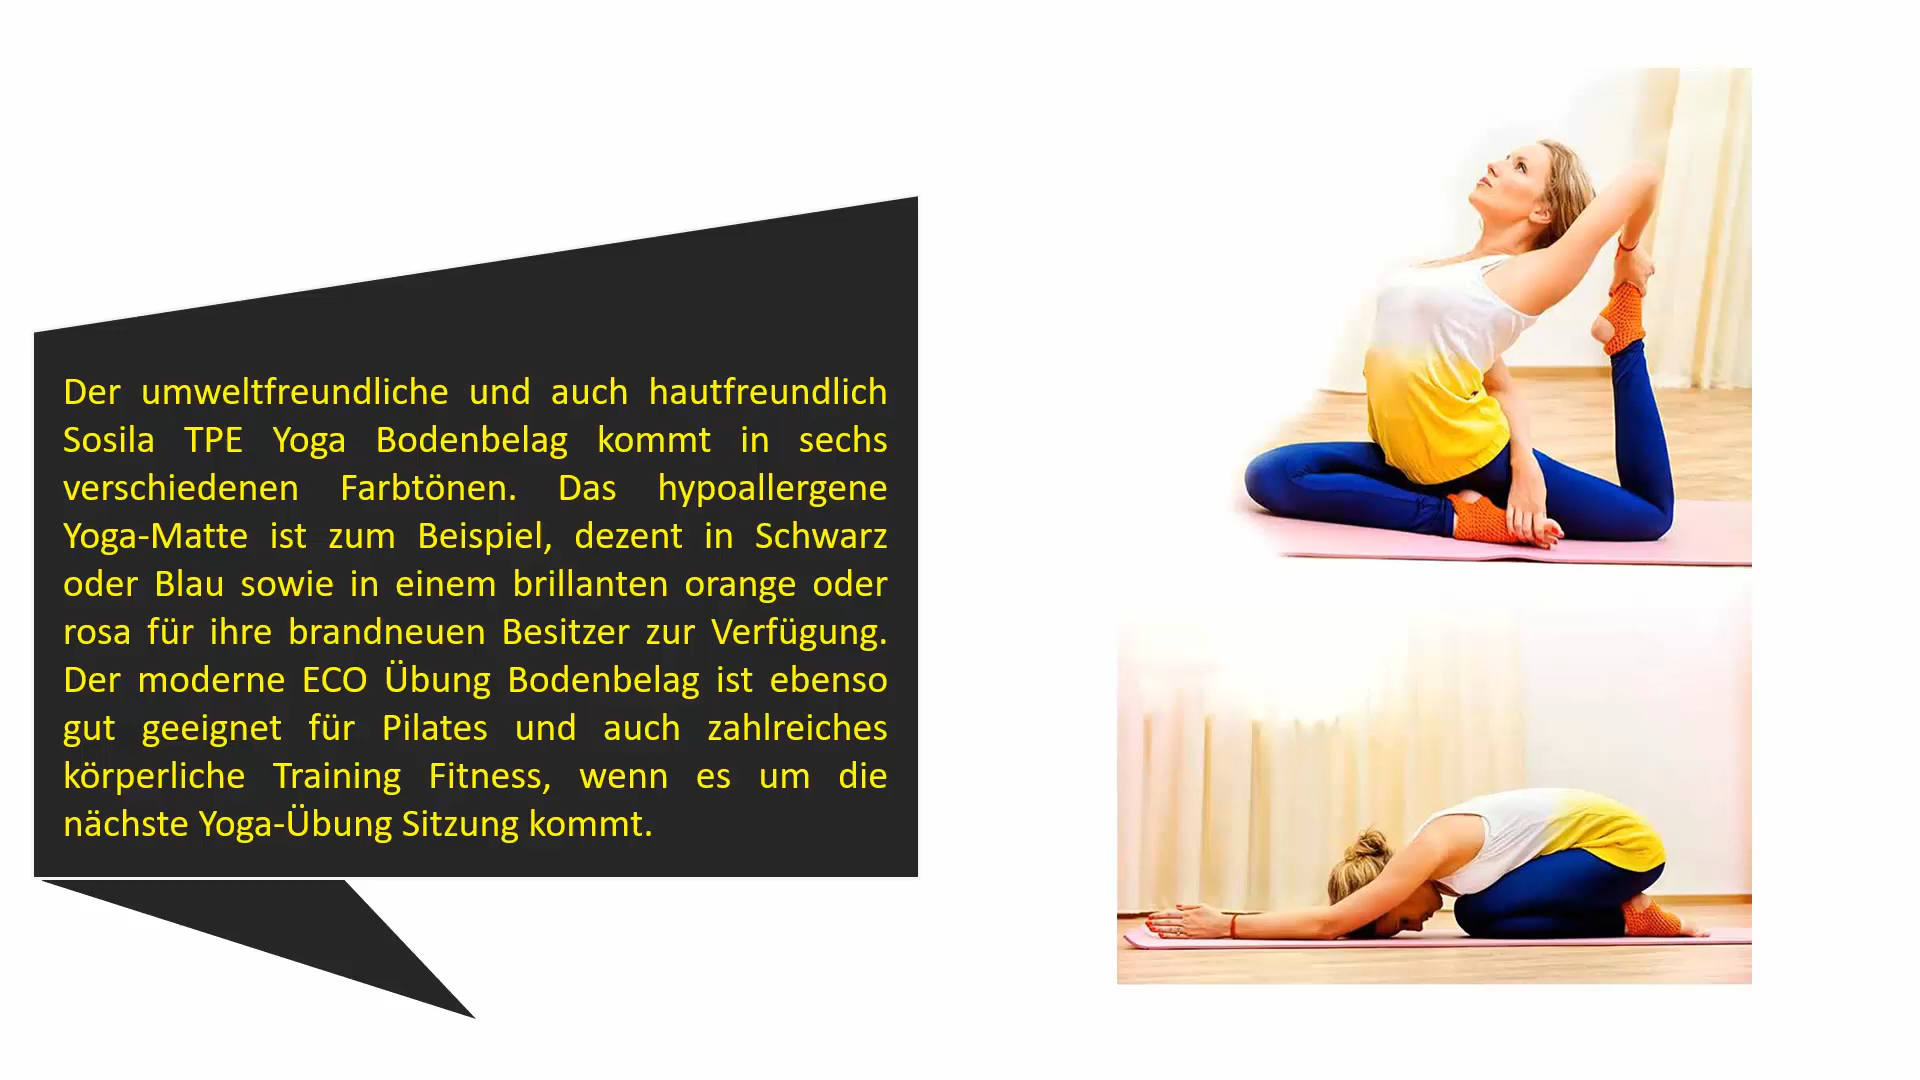 Der umweltfreundliche und auch hautfreundlich
Sosila TPE Yoga Bodenbelag kommt in sechs
verschiedenen Farbtönen. Das hypoallergene
Yoga-Matte ist zum Beispiel, dezent in Schwarz
oder Blau sowie in einem brillanten orange oder
rosa für ihre brandneuen Besitzer zur Verfügung.
Der moderne ECO Übung Bodenbelag ist ebenso
gut geeignet für Pilates und auch zahlreiches
körperliche Training Fitness, wenn es um die
nächste Yoga-Übung Sitzung kommt.